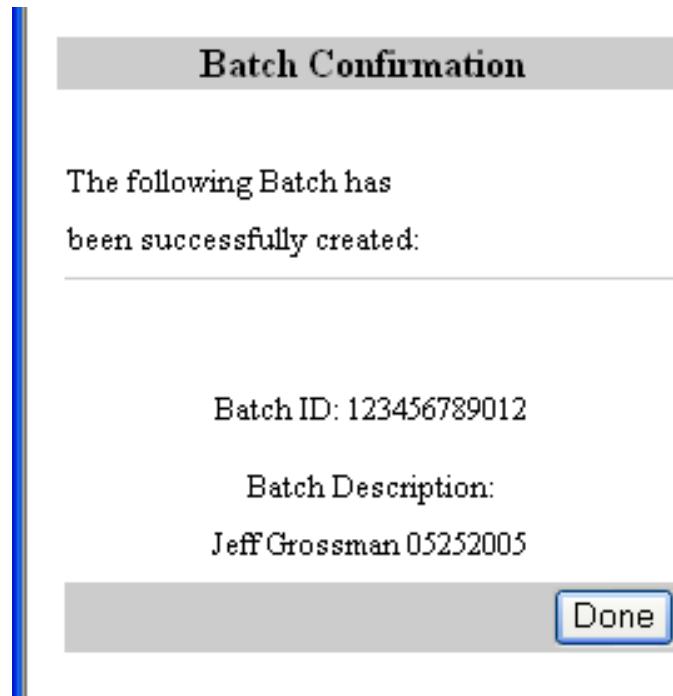 Batch Confirmation
The following Batch has
been successfully created:
Batch ID: 123456789012
Batch Description:
Jeff Grossman 05252005
Done